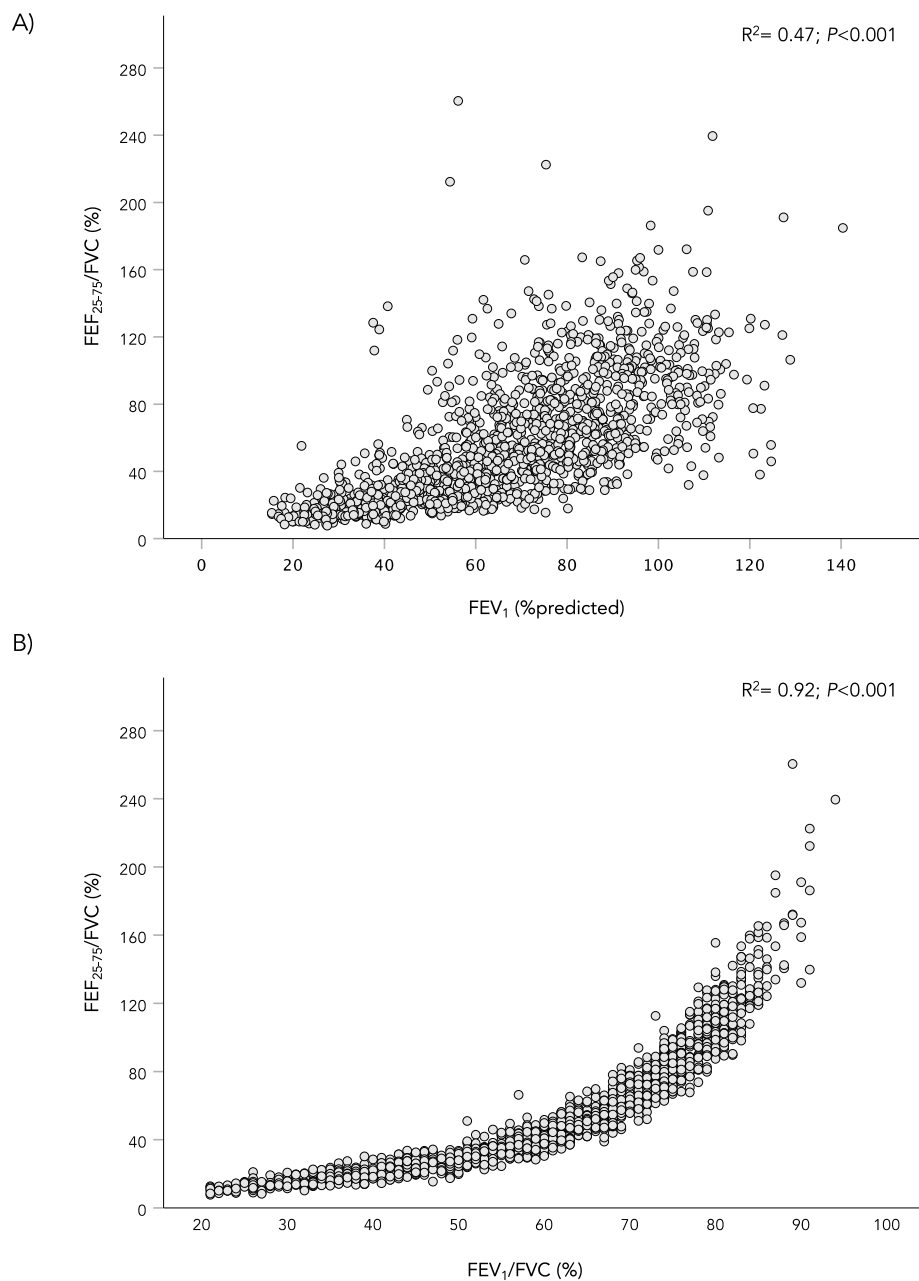 A)
R²= 0.47; P<0.001
280
240
200
160
120
80
40
0
FEF₂₅₋₇₅/FVC (%)
0 20 40 60 80 100 120 140
FEV₁ (%predicted)
B)
R²= 0.92; P<0.001
280
240
200
160
120
80
40
0
FEF₂₅₋₇₅/FVC (%)
20 30 40 50 60 70 80 90 100
FEV₁/FVC (%)